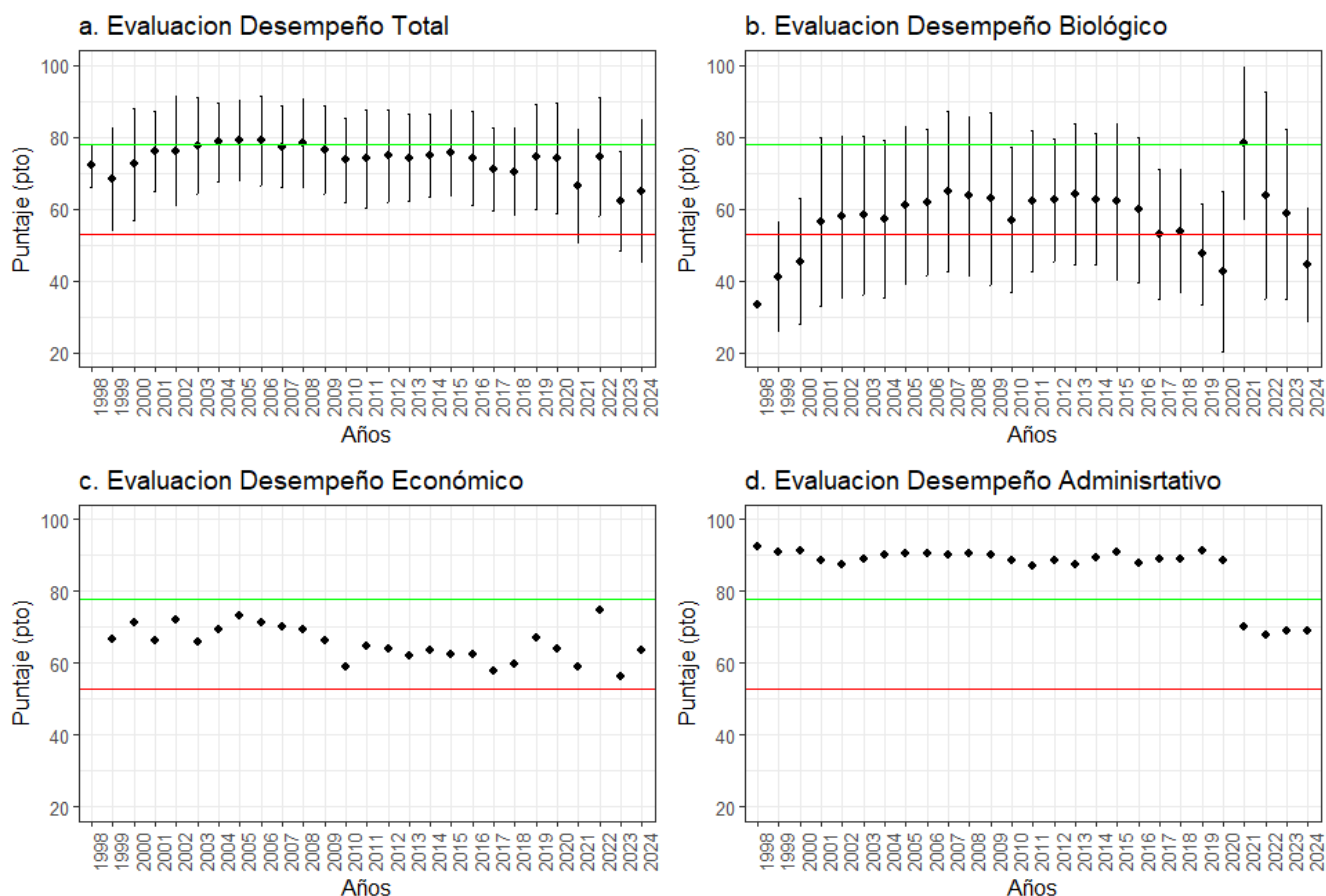 a. Evaluacion Desempeño Total
100
80
60
40
20
Puntaje (pto)
1998 1999 2000 2001 2002 2003 2004 2005 2006 2007 2008 2009 2010 2011 2012 2013 2014 2015 2016 2017 2018 2019 2020 2021 2022 2023 2024
Años
b. Evaluacion Desempeño Biológico
100
80
60
40
20
Puntaje (pto)
1998 1999 2000 2001 2002 2003 2004 2005 2006 2007 2008 2009 2010 2011 2012 2013 2014 2015 2016 2017 2018 2019 2020 2021 2022 2023 2024
Años
c. Evaluacion Desempeño Económico
100
80
60
40
20
Puntaje (pto)
1998 1999 2000 2001 2002 2003 2004 2005 2006 2007 2008 2009 2010 2011 2012 2013 2014 2015 2016 2017 2018 2019 2020 2021 2022 2023 2024
Años
d. Evaluacion Desempeño Adminisrtativo
100
80
60
40
20
Puntaje (pto)
1998 1999 2000 2001 2002 2003 2004 2005 2006 2007 2008 2009 2010 2011 2012 2013 2014 2015 2016 2017 2018 2019 2020 2021 2022 2023 2024
Años